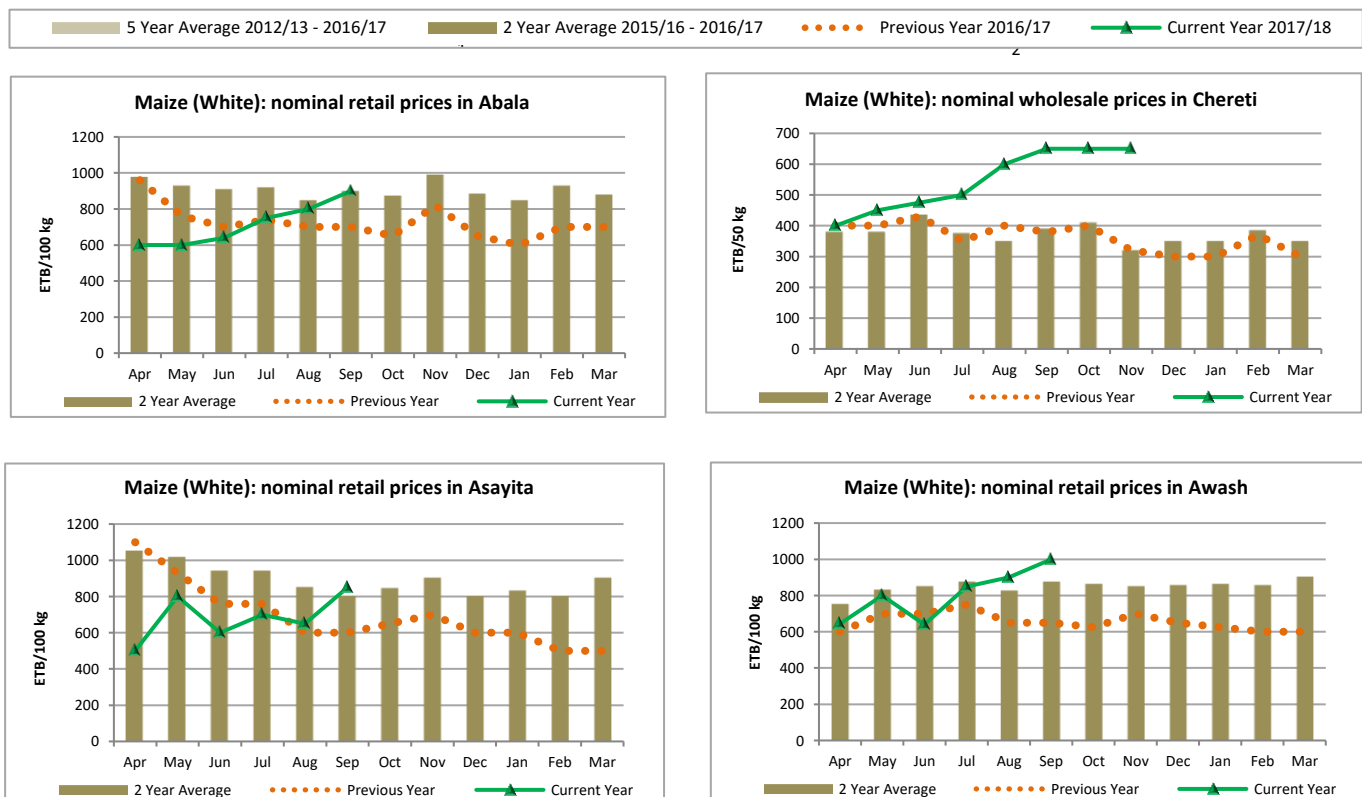 5 Year Average 2012/13 - 2016/17 2 Year Average 2015/16 - 2016/17 Previous Year 2016/17 Current Year 2017/18
2
Maize (White): nominal retail prices in Abala
ETB/100 kg
1200
1000
800
600
400
200
0
Apr May Jun Jul Aug Sep Oct Nov Dec Jan Feb Mar
2 Year Average Previous Year Current Year
Maize (White): nominal wholesale prices in Chereti
ETB/50 kg
700
600
500
400
300
200
100
0
Apr May Jun Jul Aug Sep Oct Nov Dec Jan Feb Mar
2 Year Average Previous Year Current Year
Maize (White): nominal retail prices in Asayita
ETB/100 kg
1200
1000
800
600
400
200
0
Apr May Jun Jul Aug Sep Oct Nov Dec Jan Feb Mar
2 Year Average Previous Year Current Year
Maize (White): nominal retail prices in Awash
ETB/100 kg
1200
1000
800
600
400
200
0
Apr May Jun Jul Aug Sep Oct Nov Dec Jan Feb Mar
2 Year Average Previous Year Current Year